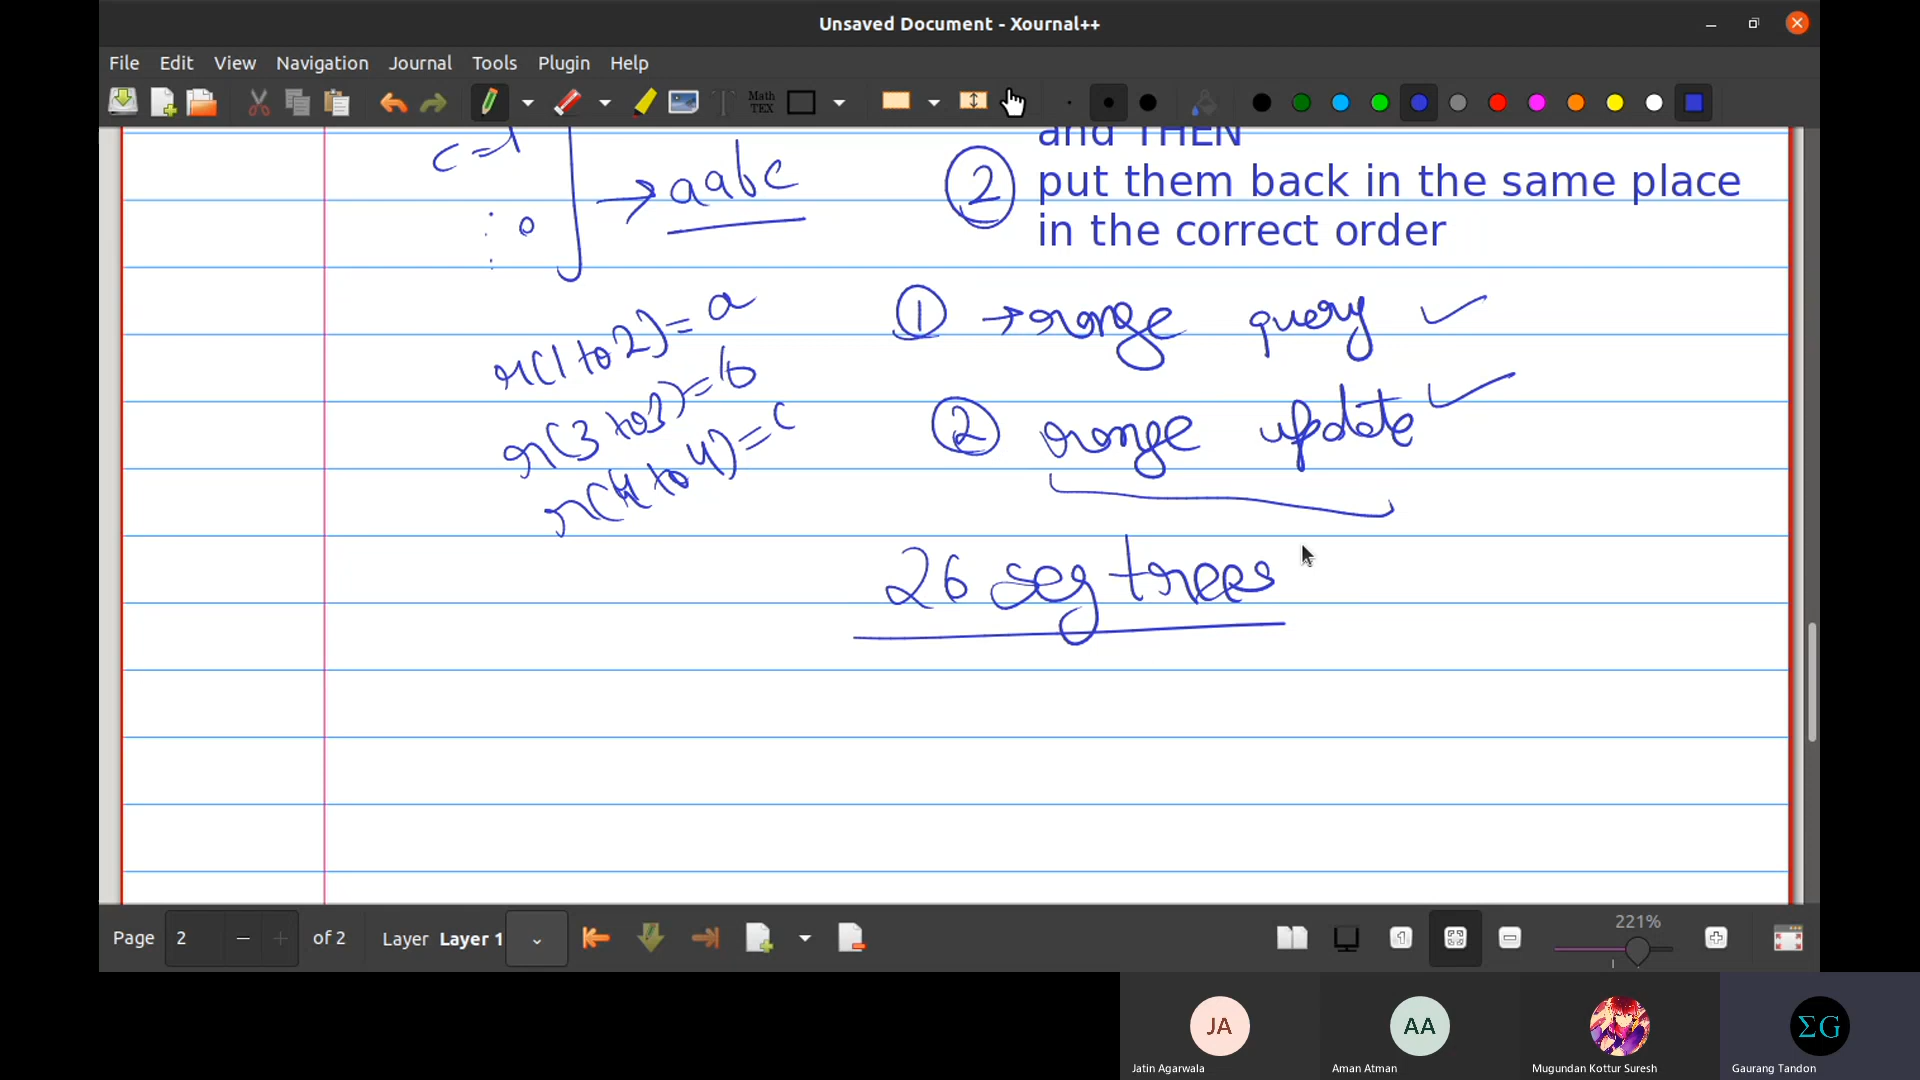 Unsaved Document - Xournal++
File Edit View Navigation Journal Tools Plugin Help
Math
TEX
and THEN
c=1
→ aabc
② put them back in the same place
in the correct order
: 0
r(1 to 2)= a
r(3 to 3)= b
r(4 to 4)= c
① → range query ✓
② range update ✓
26 seg trees
Page 2 of 2 Layer Layer 1
221%
JA AA ΣG
Jatin Agarwala Aman Atman Mugundan Kottur Suresh Gaurang Tandon